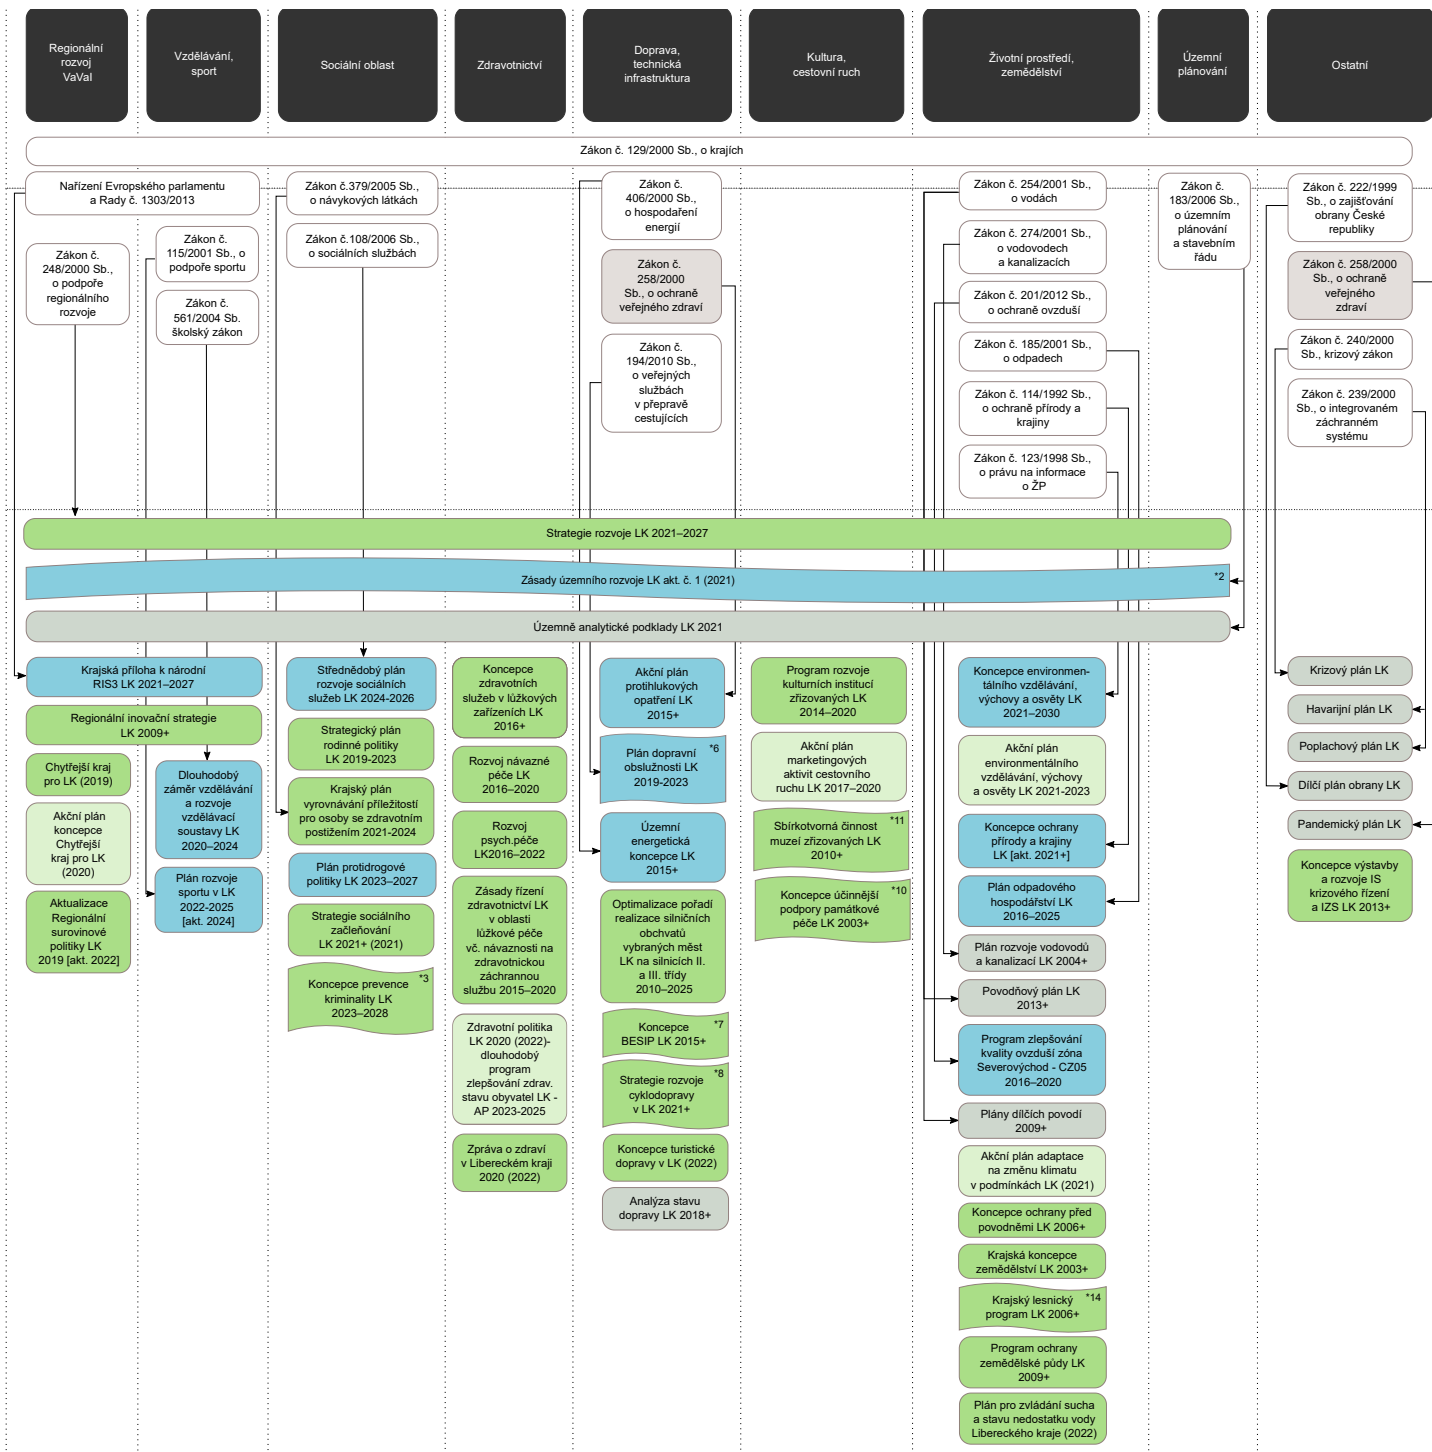 Regionální
rozvoj
VaVaI
Vzdělávání,
sport
Sociální oblast
Zdravotnictví
Doprava,
technická
infrastruktura
Kultura,
cestovní ruch
Životní prostředí,
zemědělství
Územní
plánování
Ostatní
Zákon č. 129/2000 Sb., o krajích
Nařízení Evropského parlamentu
a Rady č. 1303/2013
Zákon č.
248/2000 Sb.,
o podpoře
regionálního
rozvoje
Zákon č.
115/2001 Sb., o
podpoře sportu
Zákon č.
561/2004 Sb.
školský zákon
Zákon č.379/2005 Sb.,
o návykových látkách
Zákon č.108/2006 Sb.,
o sociálních službách
Zákon č.
406/2000 Sb.,
o hospodaření
energií
Zákon č.
258/2000
Sb., o ochraně
veřejného zdraví
Zákon č.
194/2010 Sb.,
o veřejných
službách
v přepravě
cestujících
Zákon č. 254/2001 Sb.,
o vodách
Zákon č. 274/2001 Sb.,
o vodovodech
a kanalizacích
Zákon č. 201/2012 Sb.,
o ochraně ovzduší
Zákon č. 185/2001 Sb.,
o odpadech
Zákon č. 114/1992 Sb.,
o ochraně přírody a
krajiny
Zákon č. 123/1998 Sb.,
o právu na informace
o ŽP
Zákon č.
183/2006 Sb.,
o územním
plánování
a stavebním
řádu
Zákon č. 222/1999
Sb., o zajišťování
obrany České
republiky
Zákon č. 258/2000
Sb., o ochraně
veřejného
zdraví
Zákon č. 240/2000
Sb., krizový zákon
Zákon č. 239/2000
Sb., o integrovaném
záchranném
systému
Strategie rozvoje LK 2021–2027
Zásady územního rozvoje LK akt. č. 1 (2021)
*2
Územně analytické podklady LK 2021
Krajská příloha k národní
RIS3 LK 2021–2027
Regionální inovační strategie
LK 2009+
Chytřejší kraj
pro LK (2019)
Akční plán
koncepce
Chytřejší
kraj pro LK
(2020)
Aktualizace
Regionální
surovinové
politiky LK
2019 [akt. 2022]
Dlouhodobý
záměr vzdělávání
a rozvoje
vzdělávací
soustavy LK
2020–2024
Plán rozvoje
sportu v LK
2022-2025
[akt. 2024]
Střednědobý plán
rozvoje sociálních
služeb LK 2024-2026
Strategický plán
rodinné politiky
LK 2019-2023
Krajský plán
vyrovnávání příležitostí
pro osoby se zdravotním
postižením 2021-2024
Plán protidrogové
politiky LK 2023–2027
Strategie sociálního
začleňování
LK 2021+ (2021)
*3
Koncepce prevence
kriminality LK
2023–2028
Koncepce
zdravotních
služeb v lůžkových
zařízeních LK
2016+
Rozvoj návazné
péče LK
2016–2020
Rozvoj
psych.péče
LK2016–2022
Zásady řízení
zdravotnictví LK
v oblasti
lůžkové péče
vč. návaznosti na
zdravotnickou
záchrannou
službu 2015–2020
Zdravotní politika
LK 2020 (2022)-
dlouhodobý
program
zlepšování zdrav.
stavu obyvatel LK -
AP 2023-2025
Zpráva o zdraví
v Libereckém kraji
2020 (2022)
Akční plán
protihlukových
opatření LK
2015+
*6
Plán dopravní
obslužnosti LK
2019-2023
Územní
energetická
koncepce LK
2015+
Optimalizace pořadí
realizace silničních
obchvatů
vybraných měst
LK na silnicích II.
a III. třídy
2010–2025
*7
Koncepce
BESIP LK 2015+
*8
Strategie rozvoje
cyklodopravy
v LK 2021+
Koncepce turistické
dopravy v LK (2022)
Analýza stavu
dopravy LK 2018+
Program rozvoje
kulturních institucí
zřizovaných LK
2014–2020
Akční plán
marketingových
aktivit cestovního
ruchu LK 2017–2020
*11
Sbírkotvorná činnost
muzeí zřizovaných LK
2010+
*10
Koncepce účinnější
podpory památkové
péče LK 2003+
Koncepce environmen-
tálního vzdělávání,
výchovy a osvěty LK
2021–2030
Akční plán
environmentálního
vzdělávání, výchovy
a osvěty LK 2021-2023
Koncepce ochrany
přírody a krajiny
LK [akt. 2021+]
Plán odpadového
hospodářství LK
2016–2025
Plán rozvoje vodovodů
a kanalizací LK 2004+
Povodňový plán LK
2013+
Program zlepšování
kvality ovzduší zóna
Severovýchod - CZ05
2016–2020
Plány dílčích povodí
2009+
Akční plán adaptace
na změnu klimatu
v podmínkách LK (2021)
Koncepce ochrany před
povodněmi LK 2006+
Krajská koncepce
zemědělství LK 2003+
*14
Krajský lesnický
program LK 2006+
Program ochrany
zemědělské půdy LK
2009+
Plán pro zvládání sucha
a stavu nedostatku vody
Libereckého kraje (2022)
Krizový plán LK
Havarijní plán LK
Poplachový plán LK
Dílčí plán obrany LK
Pandemický plán LK
Koncepce výstavby
a rozvoje IS
krizového řízení
a IZS LK 2013+